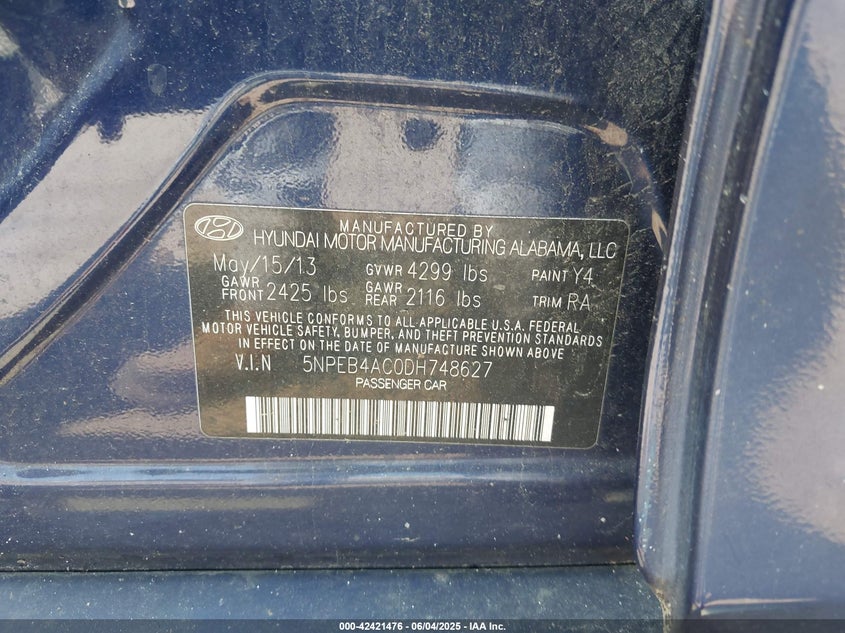 MANUFACTURED BY
HYUNDAI MOTOR MANUFACTURING ALABAMA, LLC
May/15/13 GVWR 4299 lbs PAINT Y4
GAWR FRONT 2425 lbs GAWR REAR 2116 lbs TRIM RA
THIS VEHICLE CONFORMS TO ALL APPLICABLE U.S.A. FEDERAL
MOTOR VEHICLE SAFETY, BUMPER, AND THEFT PREVENTION STANDARDS
IN EFFECT ON THE DATE OF MANUFACTURE SHOWN ABOVE
V.I.N 5NPEB4AC0DH748627
PASSENGER CAR
000-42421476 - 06/04/2025 - IAA Inc.